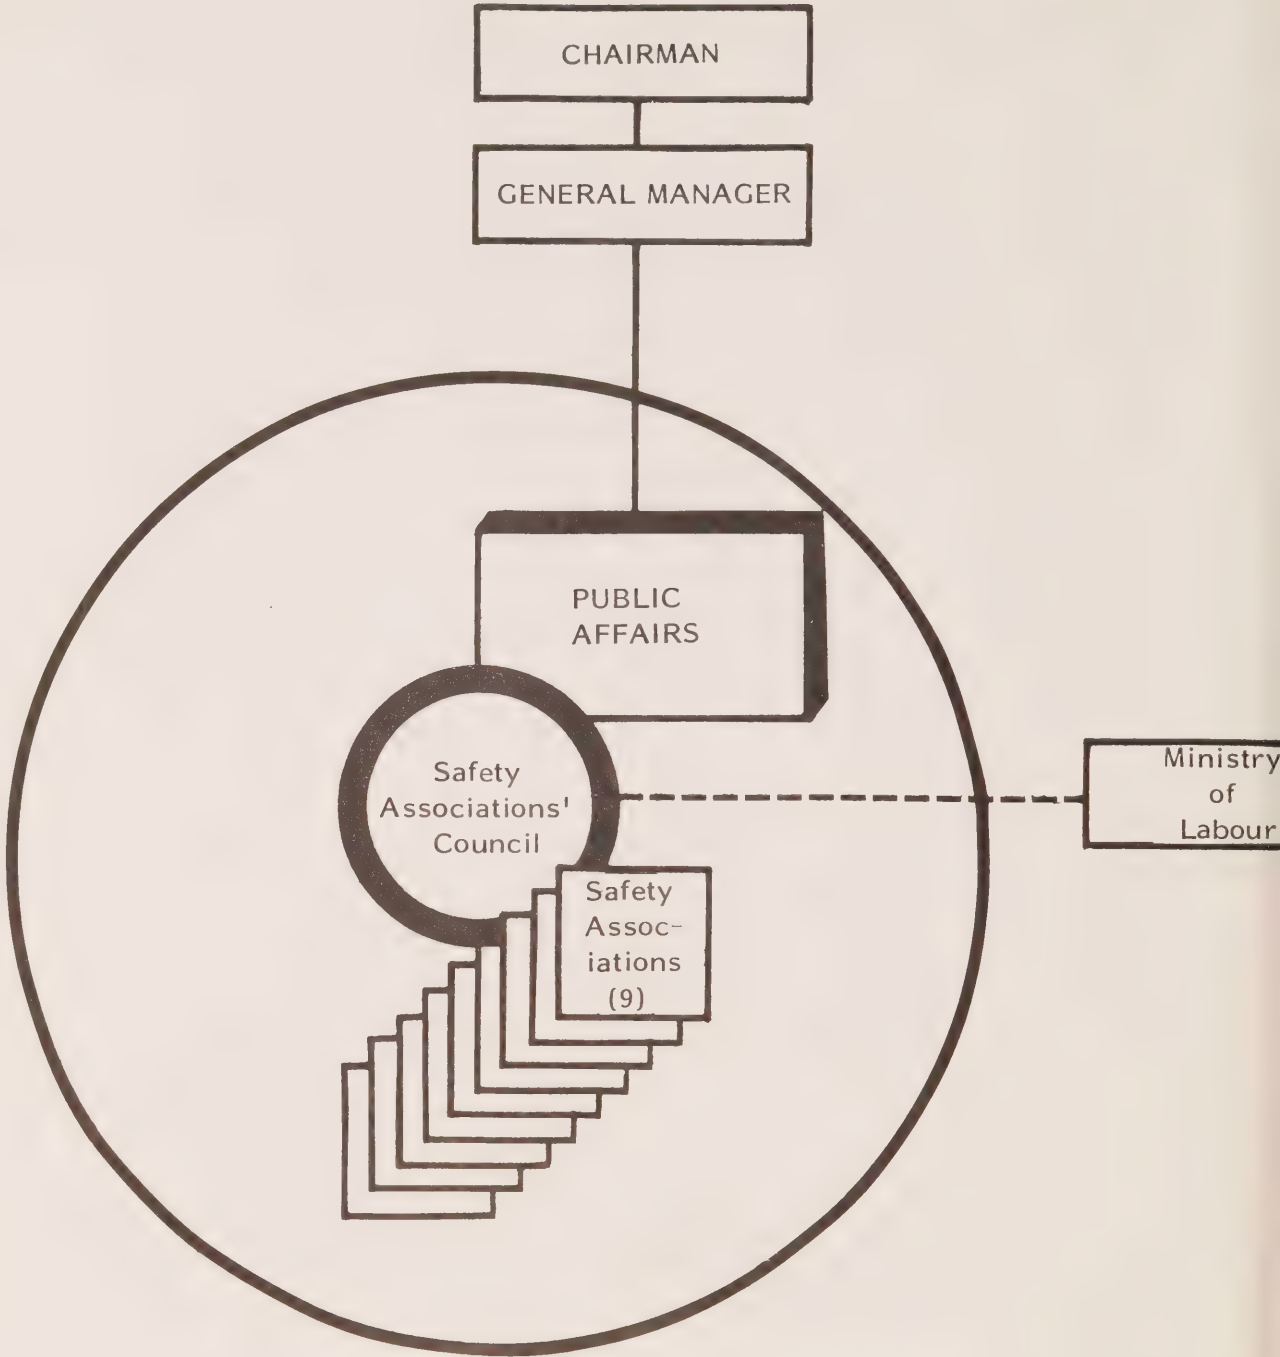 CHAIRMAN
GENERAL MANAGER
PUBLIC
AFFAIRS
Safety
Associations'
Council
Ministry
of
Labour
Safety
Assoc-
iations
(9)